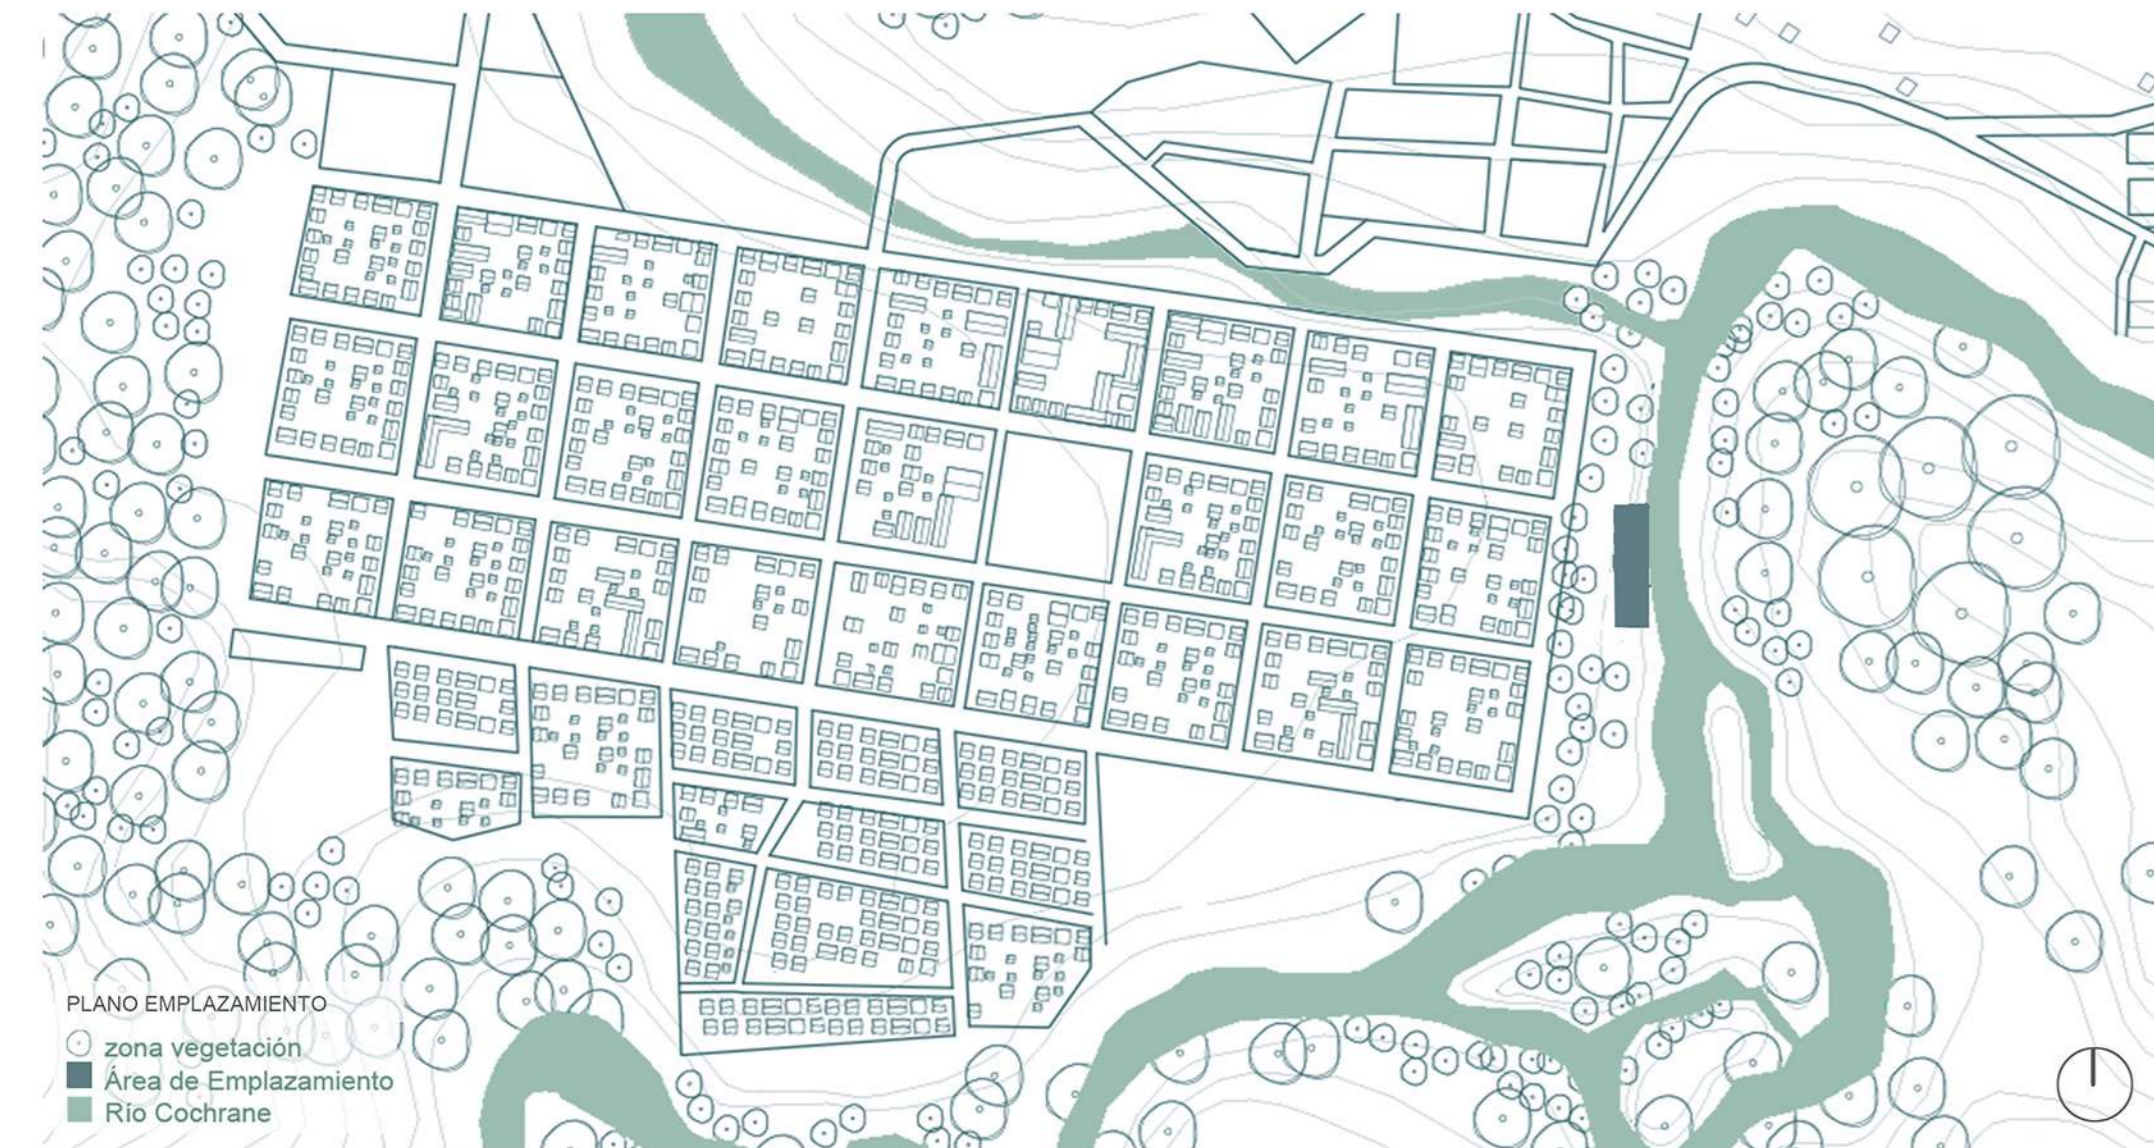 PLANO EMPLAZAMIENTO
zona vegetación
Área de Emplazamiento
Río Cochrane